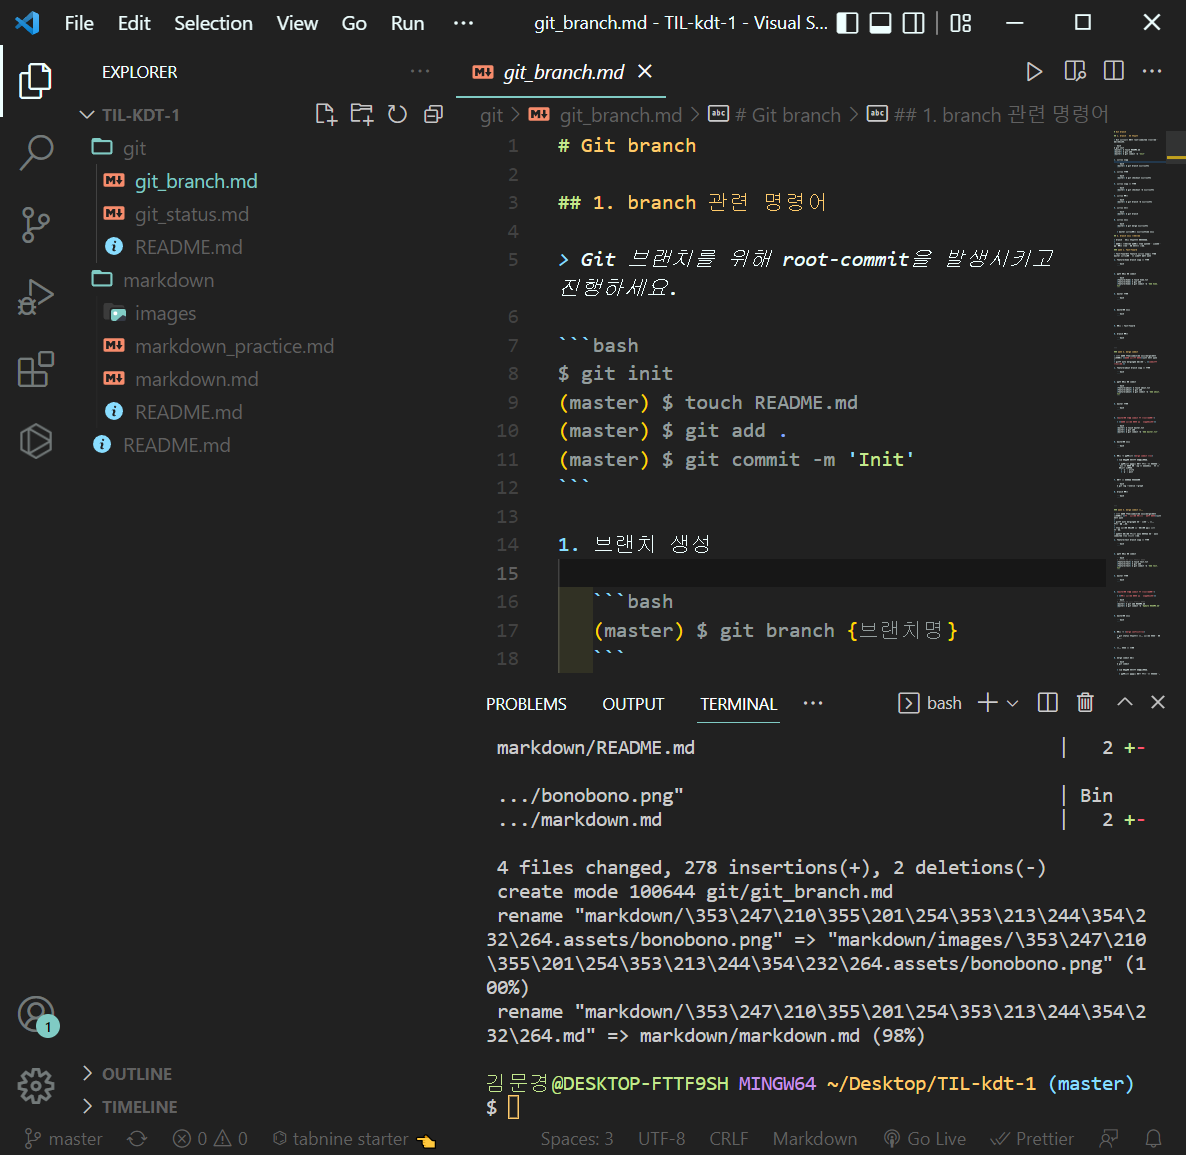 File Edit Selection View Go Run ··· git_branch.md - TIL-kdt-1 - Visual S...
EXPLORER ···
TIL-KDT-1
git
git_branch.md
git_status.md
README.md
markdown
images
markdown_practice.md
markdown.md
README.md
README.md
OUTLINE
TIMELINE
1
git_branch.md
git > git_branch.md > # Git branch > ## 1. branch 관련 명령어
1 # Git branch
2
3 ## 1. branch 관련 명령어
4
5 > Git 브랜치를 위해 root-commit을 발생시키고
진행하세요.
6
7 ```bash
8 $ git init
9 (master) $ touch README.md
10 (master) $ git add .
11 (master) $ git commit -m 'Init'
12 ```
13
14 1. 브랜치 생성
15
16 ```bash
17 (master) $ git branch {브랜치명}
18 ```
PROBLEMS OUTPUT TERMINAL ··· bash
markdown/README.md | 2 +-
.../bonobono.png" | Bin
.../markdown.md | 2 +-
4 files changed, 278 insertions(+), 2 deletions(-)
create mode 100644 git/git_branch.md
rename "markdown/\353\247\210\355\201\254\353\213\244\354\2
32\264.assets/bonobono.png" => "markdown/images/\353\247\210
\355\201\254\353\213\244\354\232\264.assets/bonobono.png" (1
00%)
rename "markdown/\353\247\210\355\201\254\353\213\244\354\2
32\264.md" => markdown/markdown.md (98%)
김문경@DESKTOP-FTTF9SH MINGW64 ~/Desktop/TIL-kdt-1 (master)
$
master 0 0 tabnine starter Spaces: 3 UTF-8 CRLF Markdown Go Live Prettier